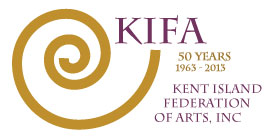 KIFA
50 YEARS
1963 - 2013
KENT ISLAND
FEDERATION
OF ARTS, INC